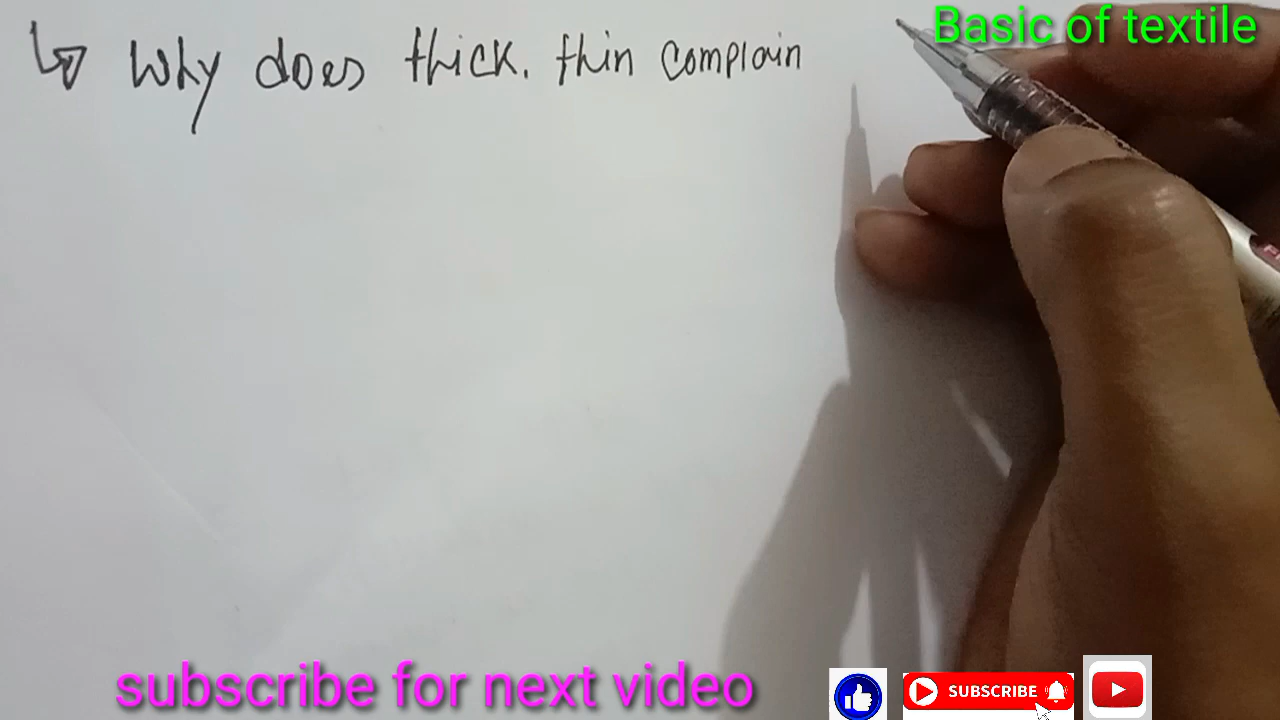 Basic of textile
Why does thick. thin complain
subscribe for next video
SUBSCRIBE